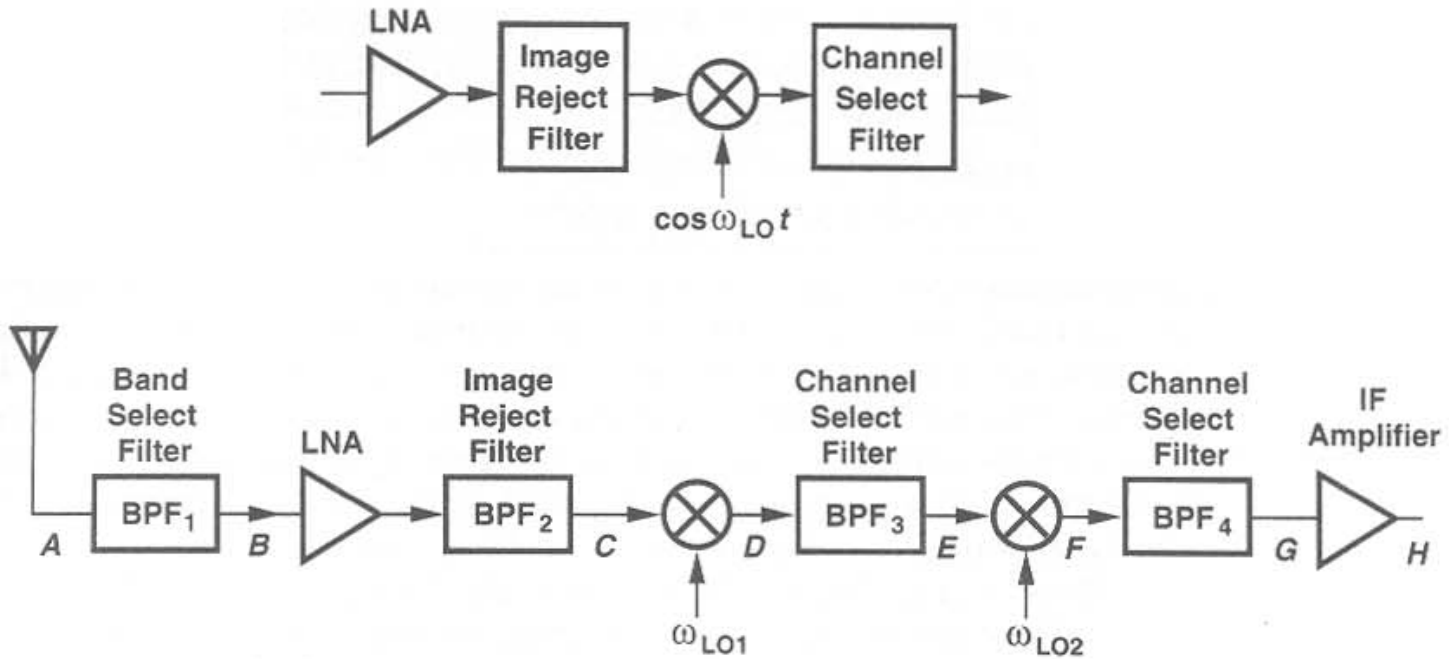 LNA
Image
Reject
Filter
Channel
Select
Filter
cos ω_LO t
Band
Select
Filter
LNA
Image
Reject
Filter
Channel
Select
Filter
Channel
Select
Filter
IF
Amplifier
BPF₁
BPF₂
BPF₃
BPF₄
A
B
C
D
E
F
G
H
ω_LO1
ω_LO2